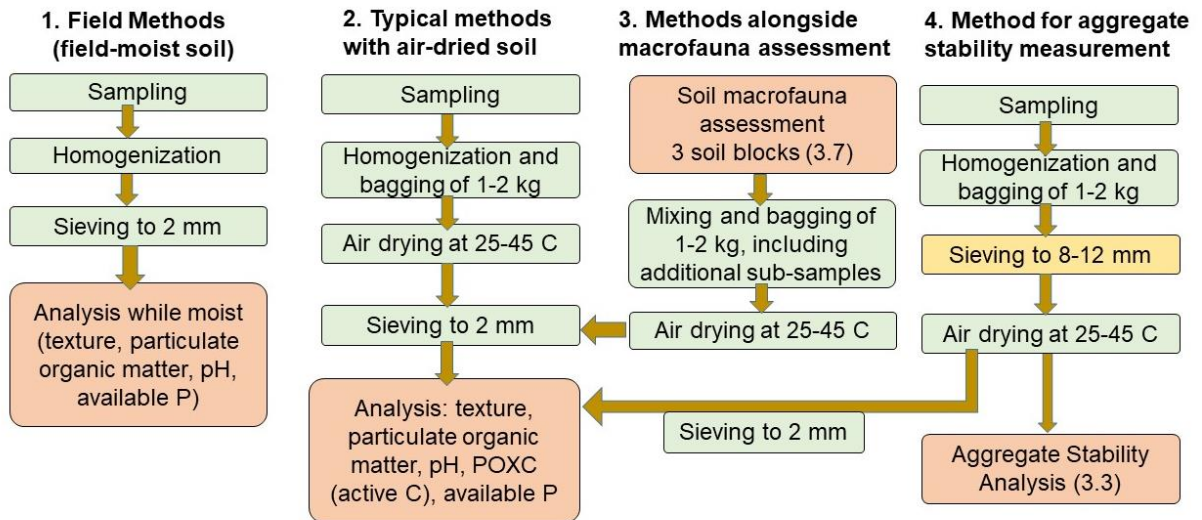 1. Field Methods
(field-moist soil)
Sampling
Homogenization
Sieving to 2 mm
Analysis while moist
(texture, particulate
organic matter, pH,
available P)
2. Typical methods
with air-dried soil
Sampling
Homogenization and
bagging of 1-2 kg
Air drying at 25-45 C
Sieving to 2 mm
Analysis: texture,
particulate organic
matter, pH, POXC
(active C), available P
3. Methods alongside
macrofauna assessment
Soil macrofauna
assessment
3 soil blocks (3.7)
Mixing and bagging of
1-2 kg, including
additional sub-samples
Air drying at 25-45 C
4. Method for aggregate
stability measurement
Sampling
Homogenization and
bagging of 1-2 kg
Sieving to 8-12 mm
Air drying at 25-45 C
Sieving to 2 mm
Aggregate Stability
Analysis (3.3)